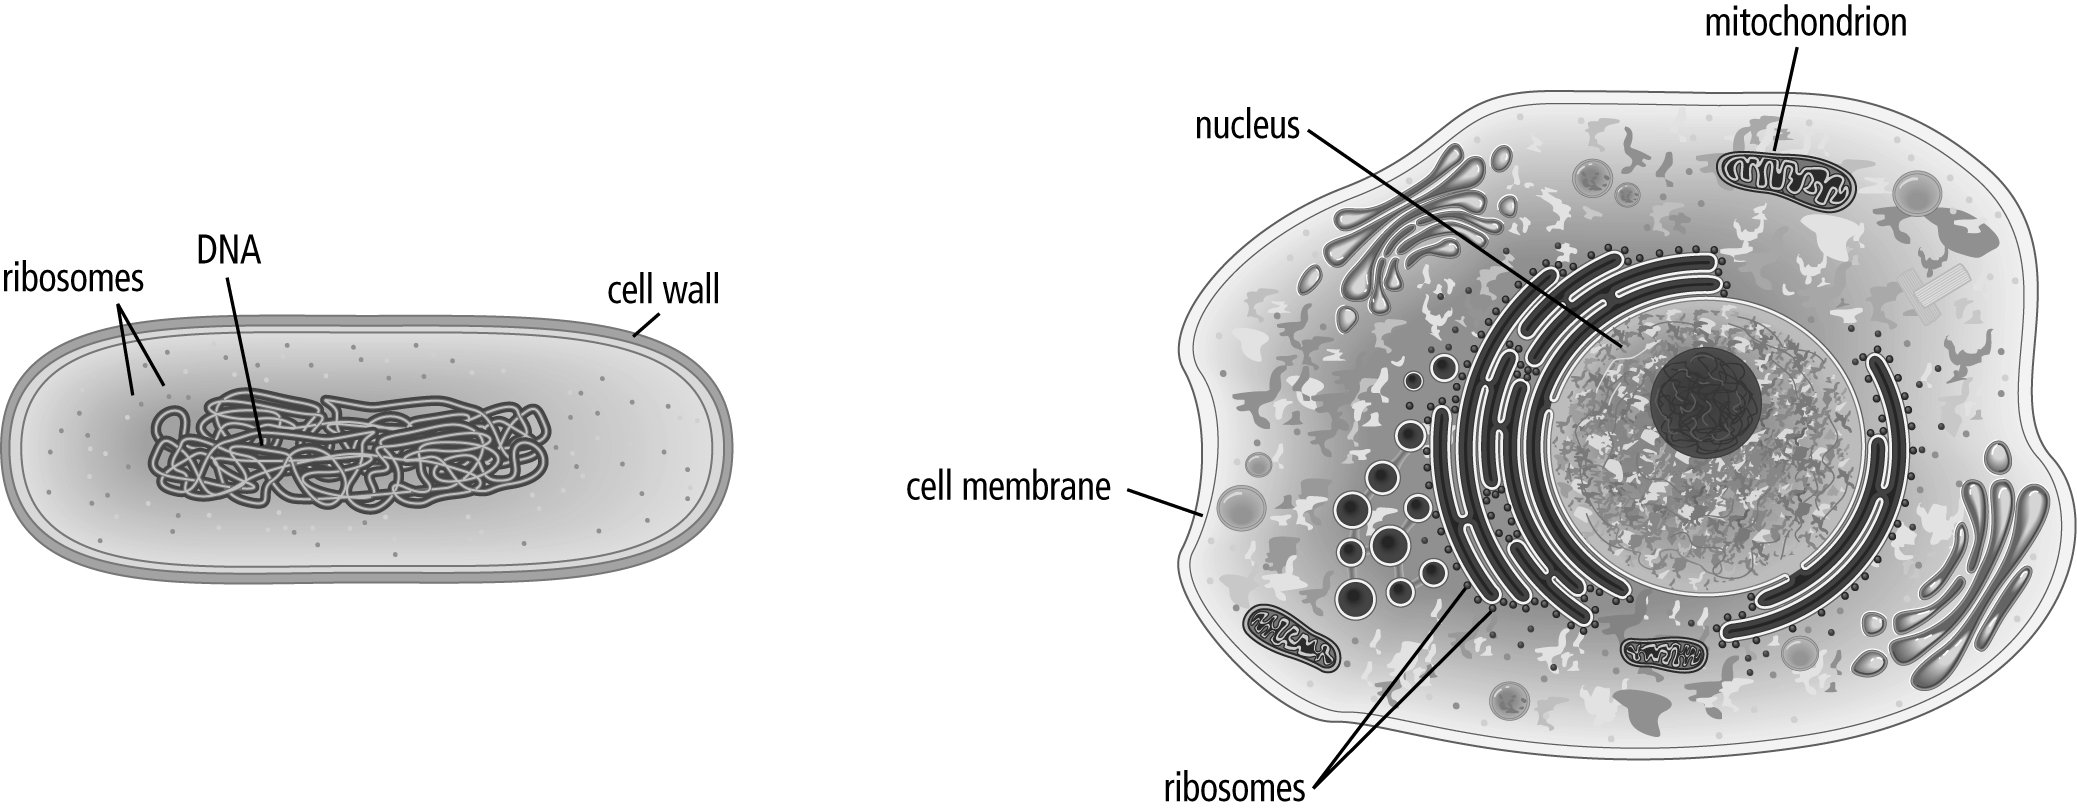 ribosomes
DNA
cell wall
mitochondrion
nucleus
cell membrane
ribosomes